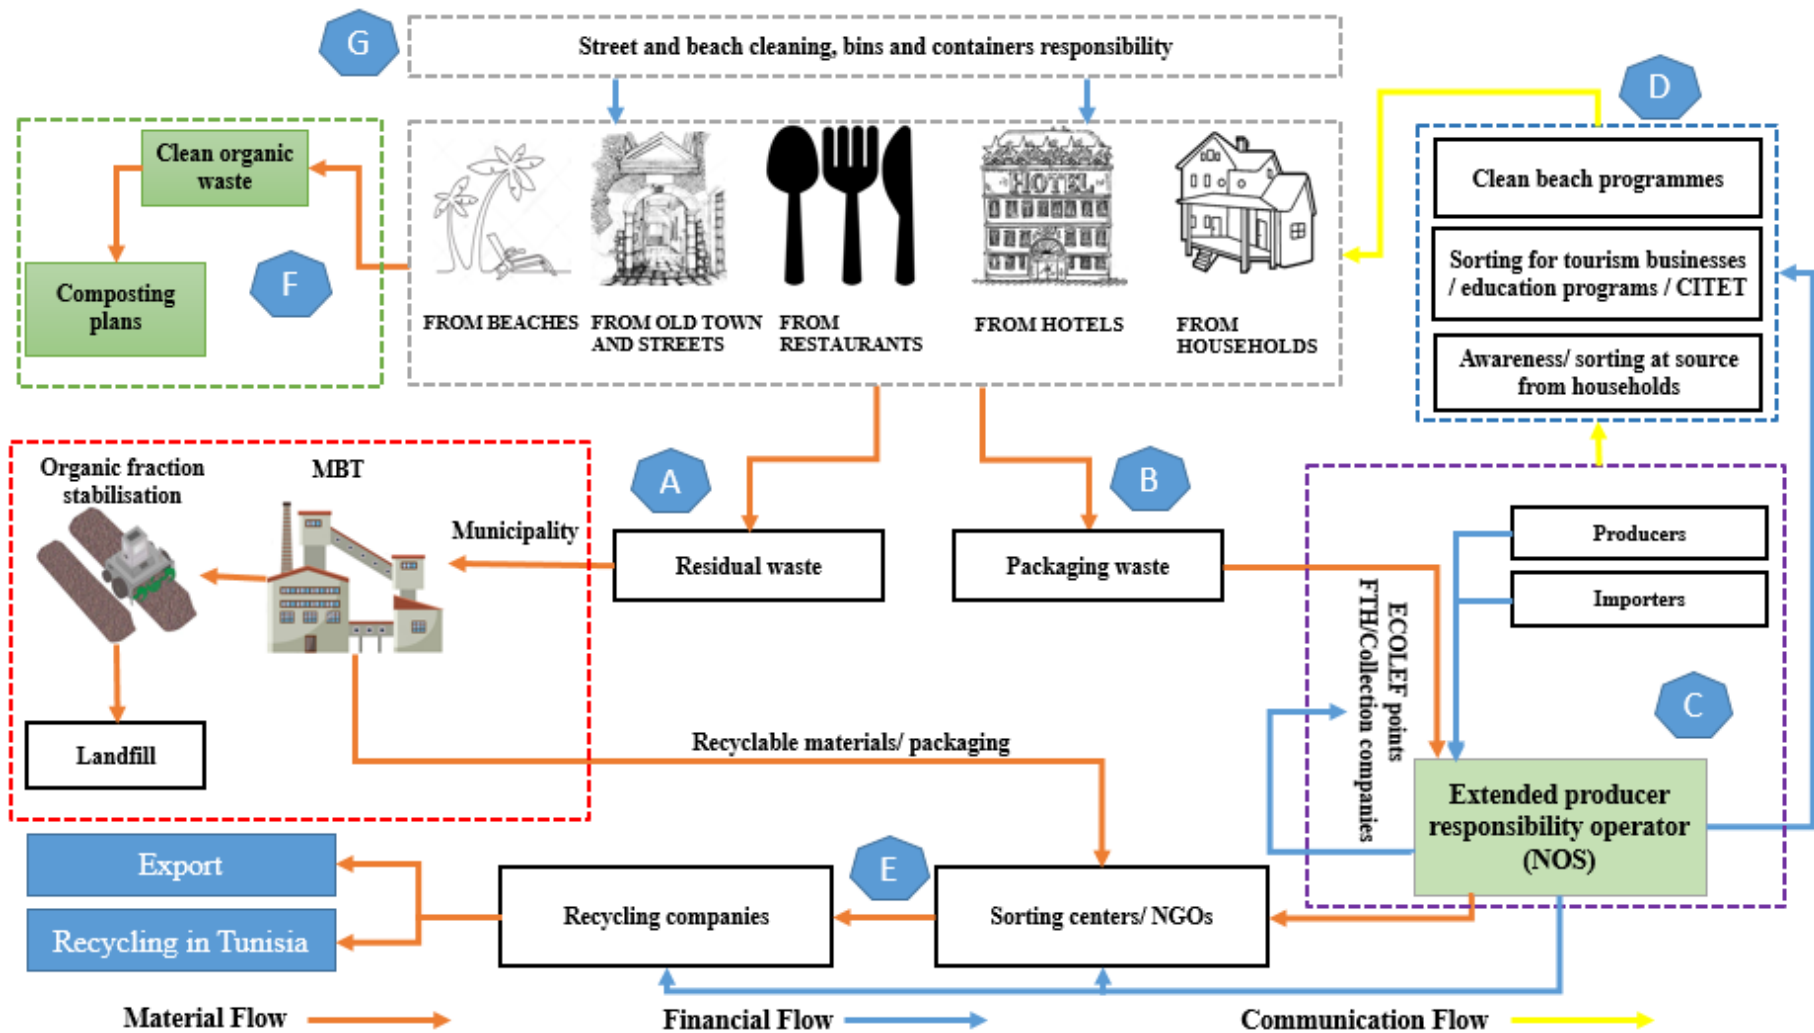 G
Street and beach cleaning, bins and containers responsibility
D
Clean organic
waste
Composting
plans
F
HOTEL
FROM BEACHES
FROM OLD TOWN
AND STREETS
FROM
RESTAURANTS
FROM HOTELS
FROM
HOUSEHOLDS
Clean beach programmes
Sorting for tourism businesses
/ education programs / CITET
Awareness/ sorting at source
from households
Organic fraction
stabilisation
MBT
Municipality
A
B
Residual waste
Packaging waste
Producers
Importers
ECOLEF points
FTH/Collection companies
C
Landfill
Recyclable materials/ packaging
Extended producer
responsibility operator
(NOS)
Export
Recycling in Tunisia
Recycling companies
E
Sorting centers/ NGOs
Material Flow
Financial Flow
Communication Flow